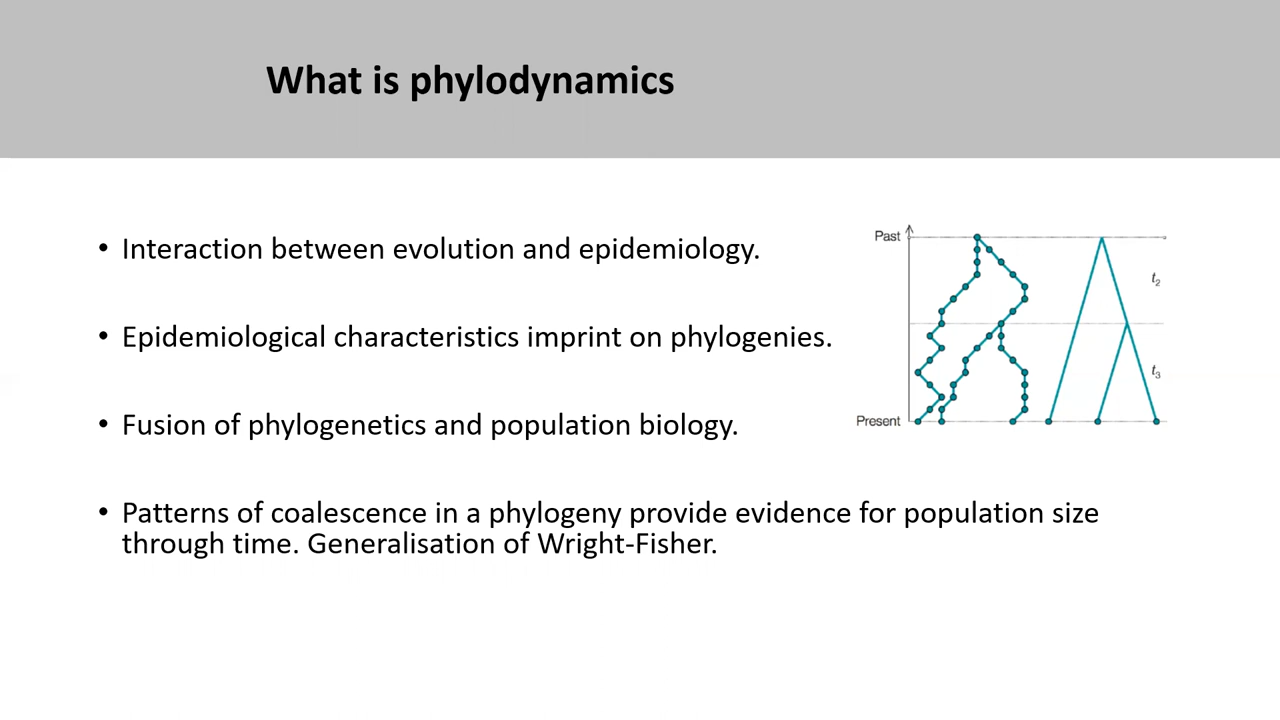 What is phylodynamics
• Interaction between evolution and epidemiology.
• Epidemiological characteristics imprint on phylogenies.
• Fusion of phylogenetics and population biology.
• Patterns of coalescence in a phylogeny provide evidence for population size
through time. Generalisation of Wright-Fisher.
Past
t₂
t₃
Present